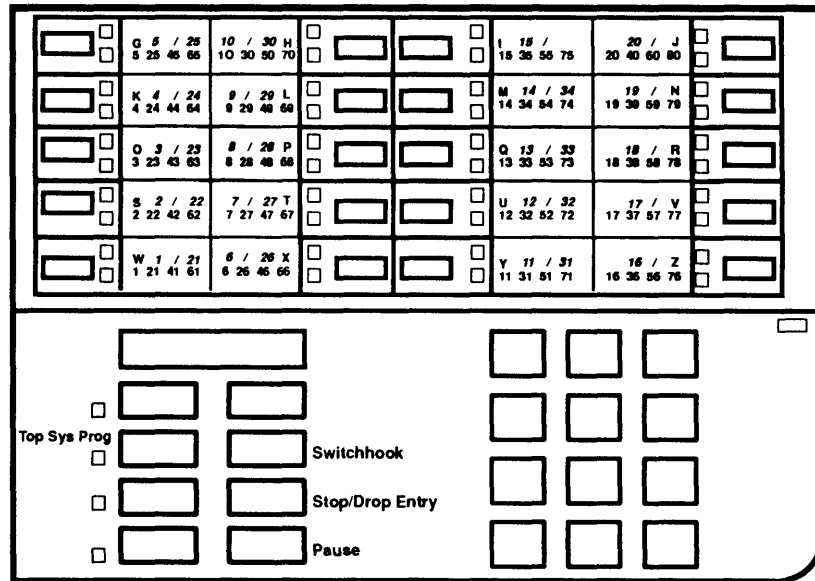 G 5 / 25 10 / 30 H I 15 / 20 / J
5 25 45 65 10 30 50 70 15 35 55 75 20 40 60 80
K 4 / 24 9 / 29 L M 14 / 34 19 / N
4 24 44 64 9 29 49 69 14 34 54 74 19 39 59 79
O 3 / 23 8 / 28 P Q 13 / 33 18 / R
3 23 43 63 8 28 48 68 13 33 53 73 18 38 58 78
S 2 / 22 7 / 27 T U 12 / 32 17 / V
2 22 42 62 7 27 47 67 12 32 52 72 17 37 57 77
W 1 / 21 6 / 26 X Y 11 / 31 16 / Z
1 21 41 61 6 26 46 66 11 31 51 71 16 36 56 76
Top Sys Prog
Switchhook
Stop/Drop Entry
Pause